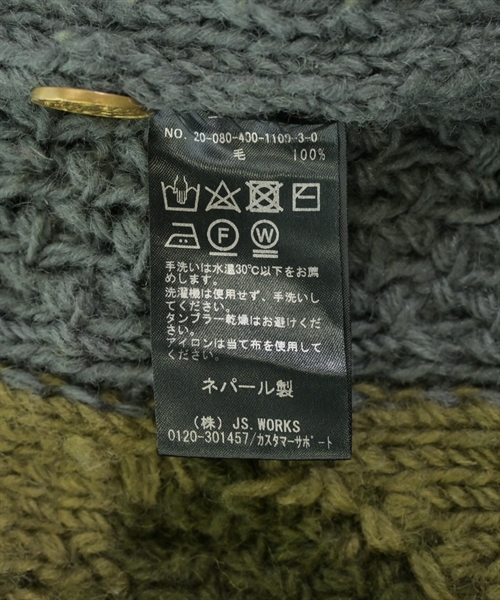 NO. 20-080-400-1100-3-0
毛 100%
F W
手洗いは水温30℃以下をお薦
めします。
洗濯機は使用せず、手洗いし
てください。
タンブラー乾燥はお避けくだ
さい。
アイロンは当て布を使用して
ください。
ネパール製
(株) JS. WORKS
0120-301457/カスタマーサポート